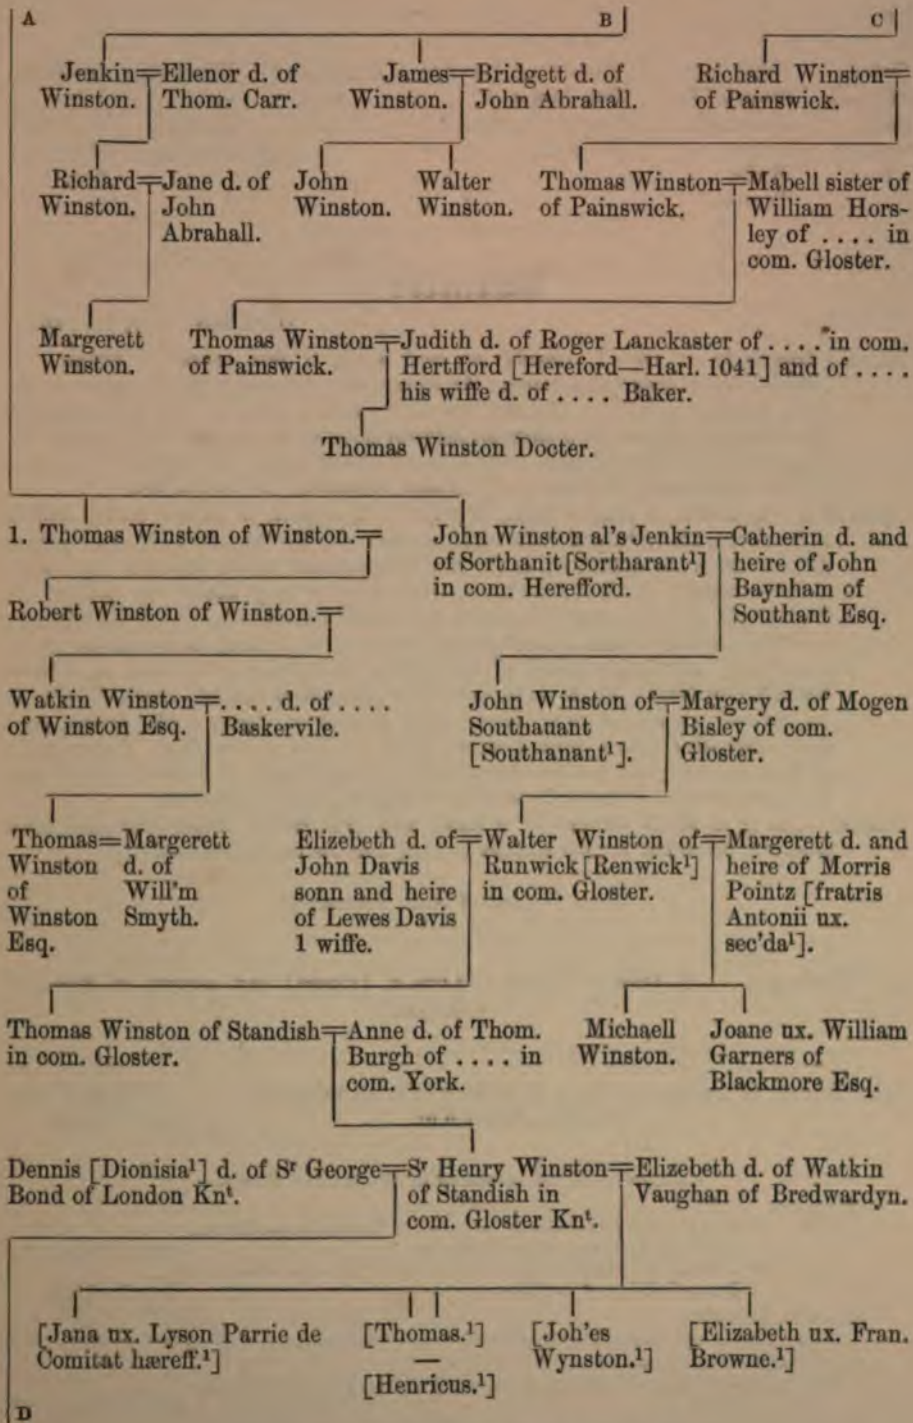 A B C
Jenkin Winston. = Ellenor d. of Thom. Carr.
James Winston. = Bridgett d. of John Abrahall.
Richard Winston of Painswick. =
Richard Winston. = Jane d. of John Abrahall.
John Winston.
Walter Winston.
Thomas Winston of Painswick. = Mabell sister of William Horsley of . . . . in com. Gloster.
Margerett Winston.
Thomas Winston = Judith d. of Roger Lanckaster of . . . . in com.
of Painswick. Hertfford [Hereford—Harl. 1041] and of . . . .
his wiffe d. of . . . . Baker.
Thomas Winston Docter.
1. Thomas Winston of Winston. =
John Winston al's Jenkin = Catherin d. and
of Sorthanit [Sortharant¹] heire of John
in com. Herefford. Baynham of
Southant Esq.
Robert Winston of Winston. =
Watkin Winston = . . . . d. of . . . .
of Winston Esq. Baskervile.
John Winston of = Margery d. of Mogen
Southauant Bisley of com.
[Southanant¹]. Gloster.
Thomas = Margerett
Winston d. of
of Will'm
Winston Smyth.
Esq.
Elizebeth d. of = Walter Winston of = Margerett d. and
John Davis Runwick [Renwick¹] heire of Morris
sonn and heire in com. Gloster. Pointz [fratris
of Lewes Davis Antonii ux.
1 wiffe. sec'da¹].
Thomas Winston of Standish = Anne d. of Thom.
in com. Gloster. Burgh of . . . . in
com. York.
Michaell Winston.
Joane ux. William
Garners of
Blackmore Esq.
Dennis [Dionisia¹] d. of Sʳ George = Sʳ Henry Winston = Elizebeth d. of Watkin
Bond of London Knᵗ. of Standish in Vaughan of Bredwardyn.
com. Gloster Knᵗ.
[Jana ux. Lyson Parrie de [Thomas.¹] [Joh'es [Elizabeth ux. Fran.
Comitat hæreff.¹] — Wynston.¹] Browne.¹]
[Henricus.¹]
D